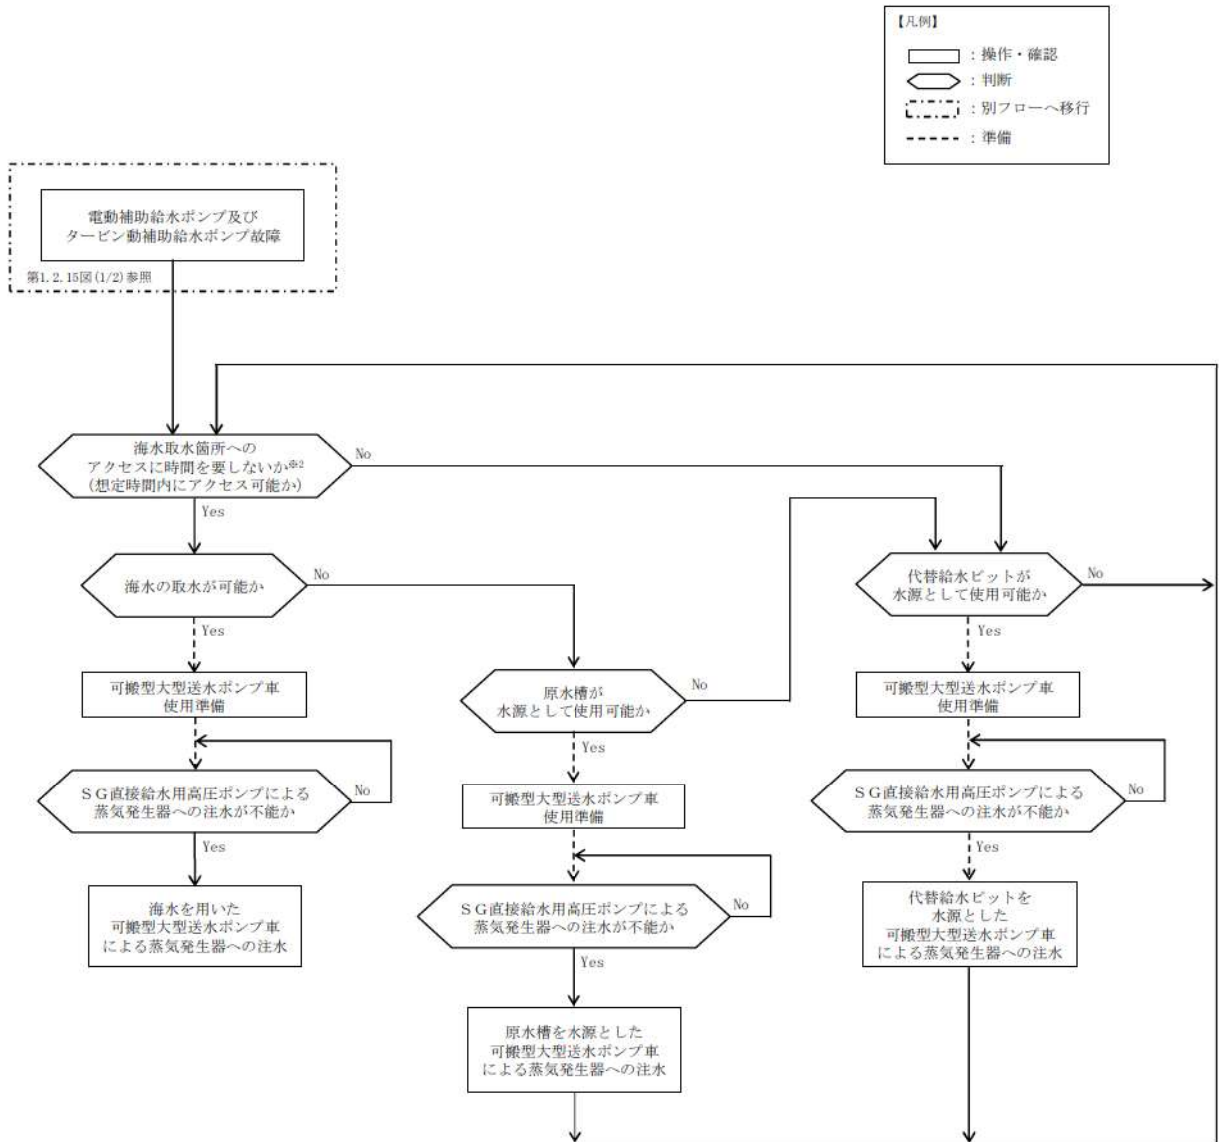 【凡例】
：操作・確認
：判断
：別フローへ移行
：準備
電動補助給水ポンプ及び
タービン動補助給水ポンプ故障
第1.2.15図(1/2)参照
海水取水箇所への
アクセスに時間を要しないか※2
(想定時間内にアクセス可能か)
No
Yes
海水の取水が可能か
No
Yes
代替給水ピットが
水源として使用可能か
No
Yes
可搬型大型送水ポンプ車
使用準備
原水槽が
水源として使用可能か
No
Yes
可搬型大型送水ポンプ車
使用準備
SG直接給水用高圧ポンプによる
蒸気発生器への注水が不能か
No
Yes
可搬型大型送水ポンプ車
使用準備
SG直接給水用高圧ポンプによる
蒸気発生器への注水が不能か
No
Yes
海水を用いた
可搬型大型送水ポンプ車
による蒸気発生器への注水
SG直接給水用高圧ポンプによる
蒸気発生器への注水が不能か
No
Yes
代替給水ピットを
水源とした
可搬型大型送水ポンプ車
による蒸気発生器への注水
原水槽を水源とした
可搬型大型送水ポンプ車
による蒸気発生器への注水